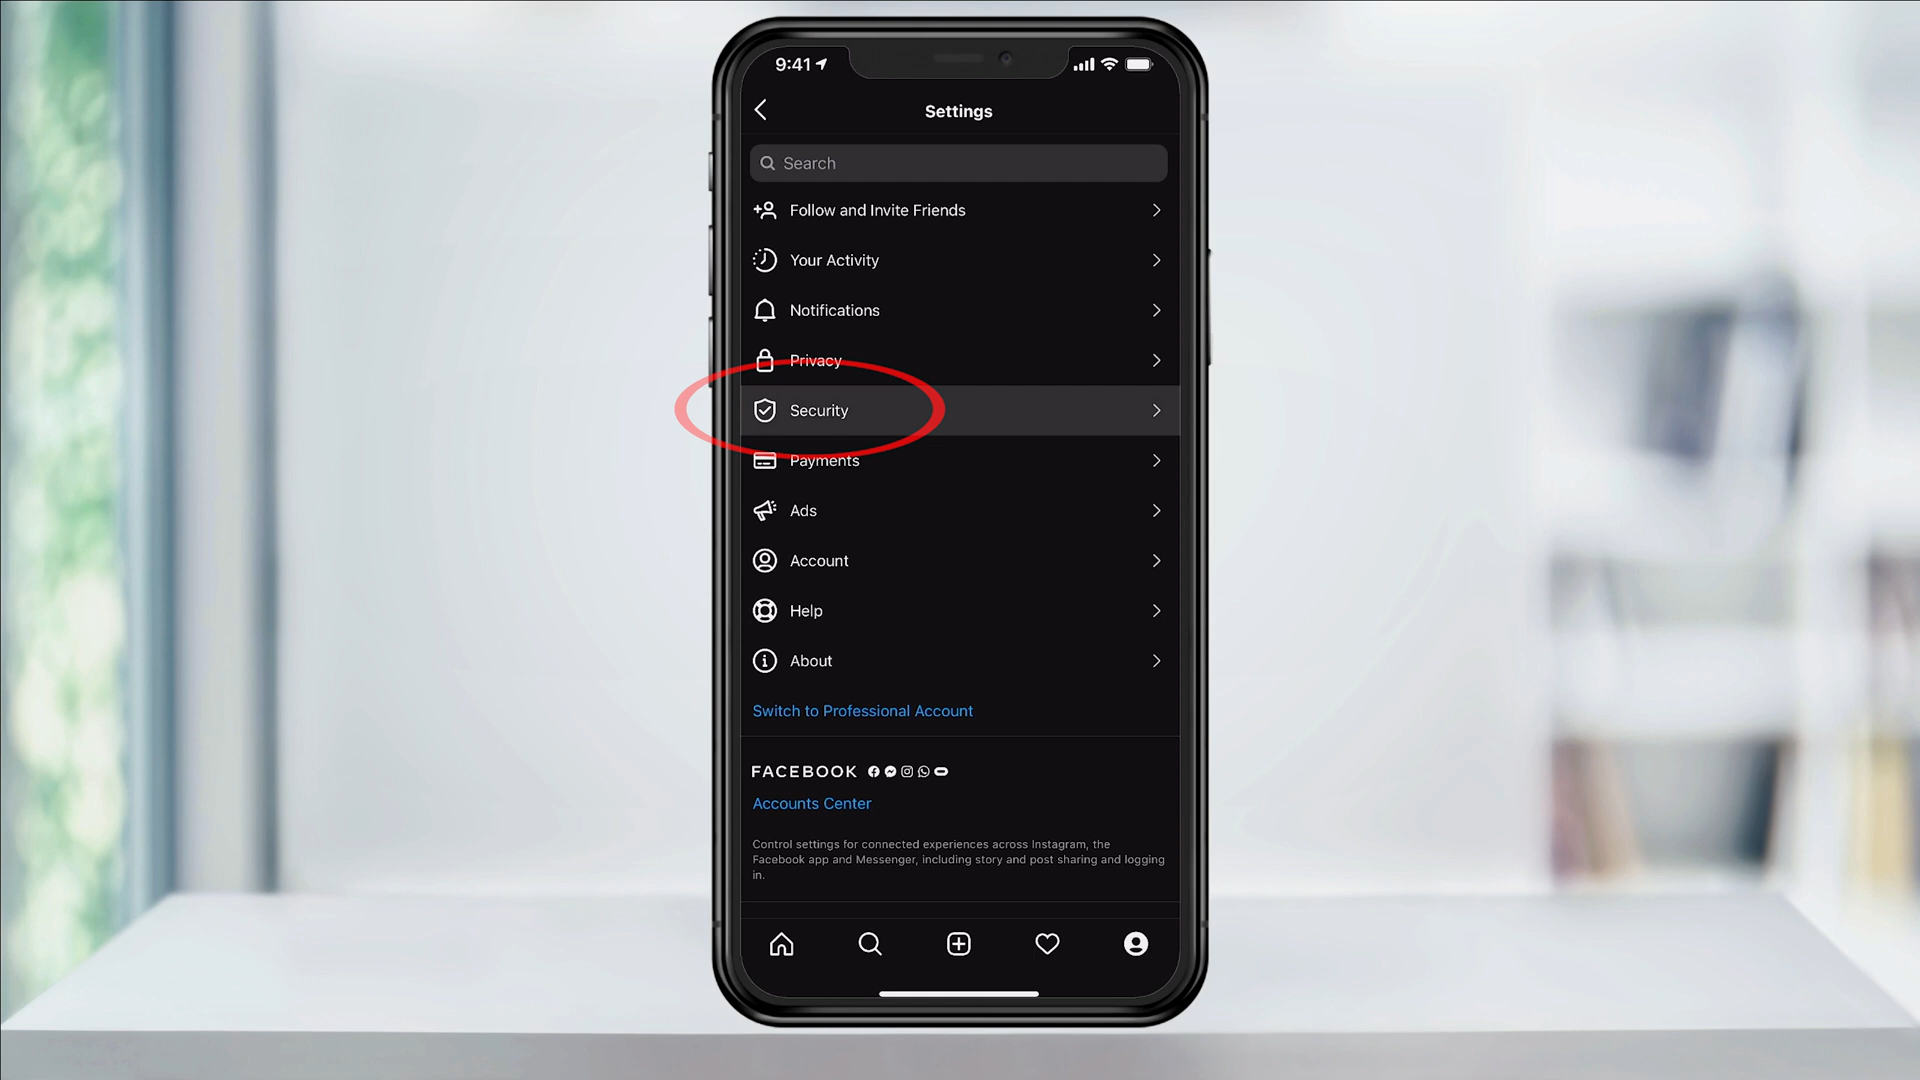 9:41
Settings
Search
Follow and Invite Friends
Your Activity
Notifications
Privacy
Security
Payments
Ads
Account
Help
About
Switch to Professional Account
FACEBOOK
Accounts Center
Control settings for connected experiences across Instagram, the
Facebook app and Messenger, including story and post sharing and logging
in.